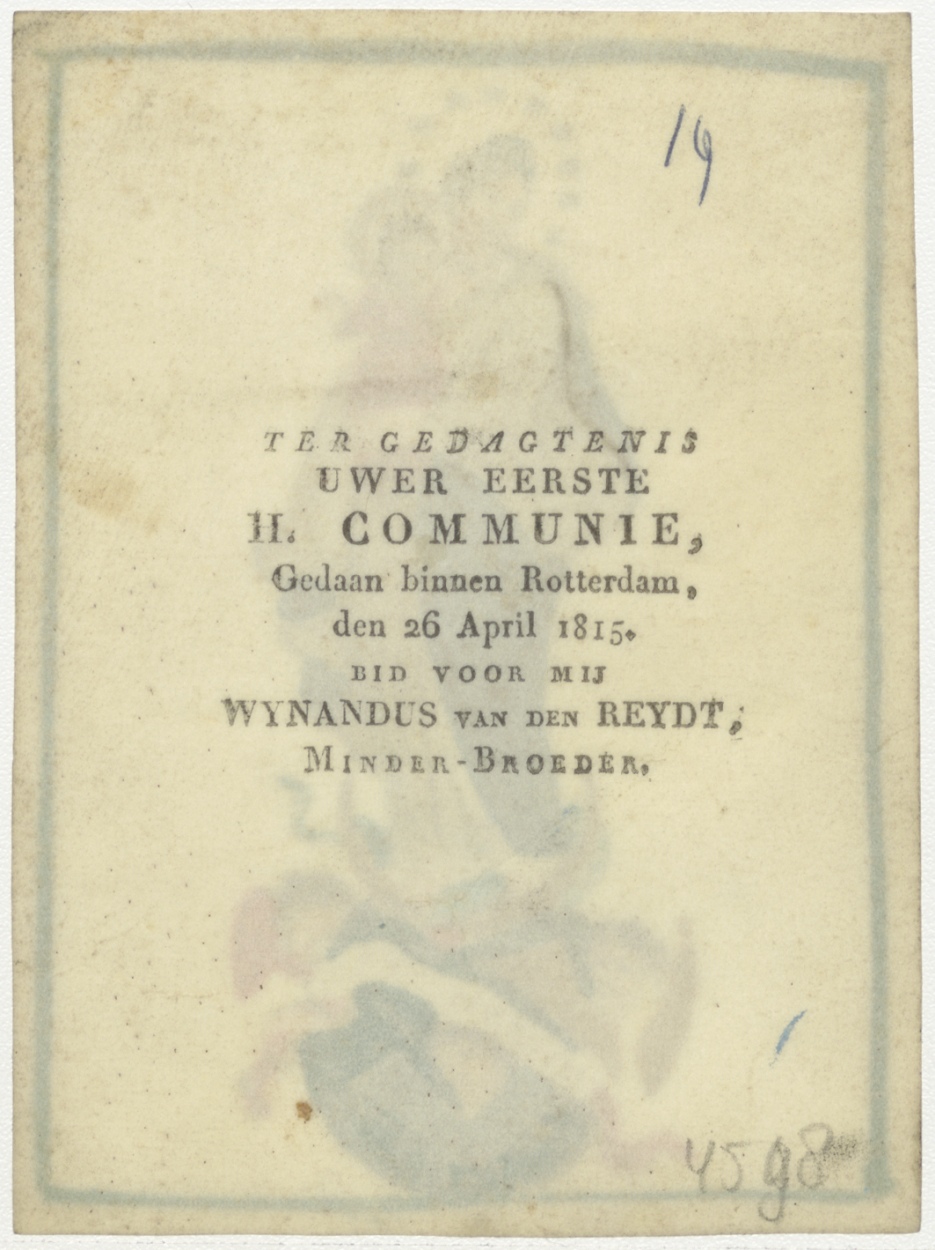 19
TER GEDAGTENIS
UWER EERSTE
H. COMMUNIE,
Gedaan binnen Rotterdam,
den 26 April 1815.
BID VOOR MIJ
WYNANDUS VAN DEN REYDT,
MINDER-BROEDER.
4598